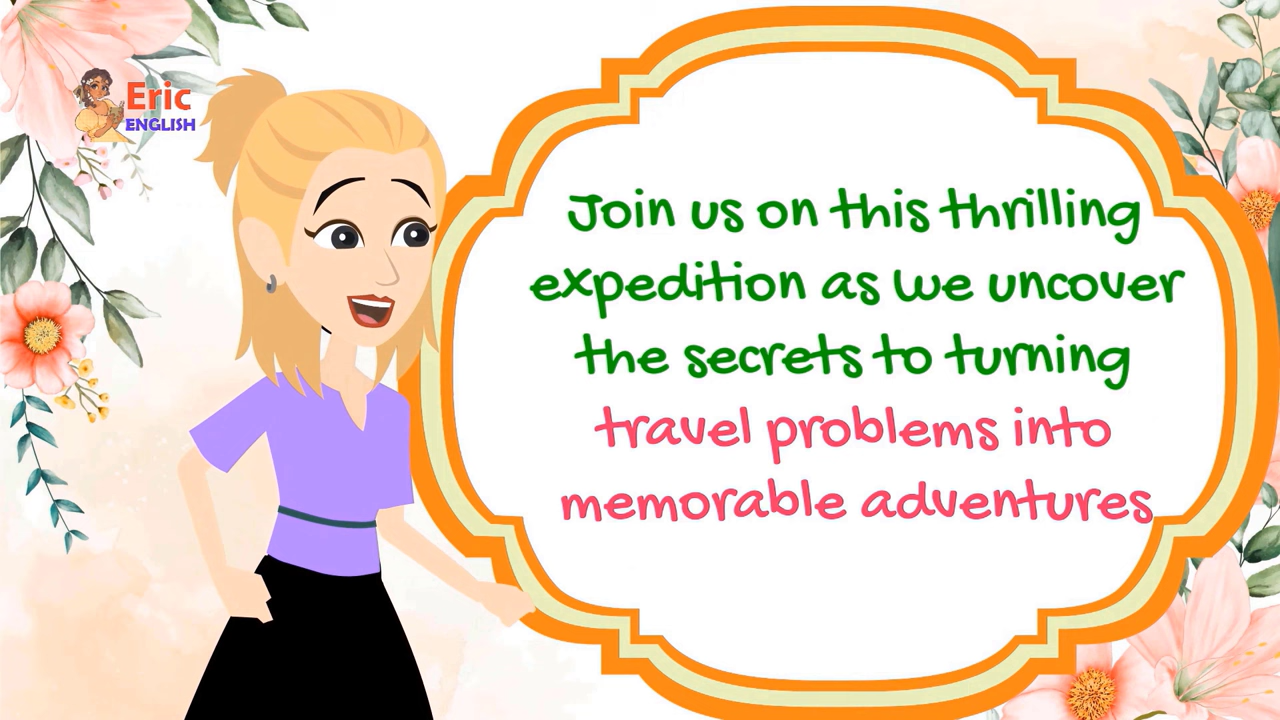 Eric
ENGLISH
Join us on this thrilling
expedition as we uncover
the secrets to turning
travel problems into
memorable adventures